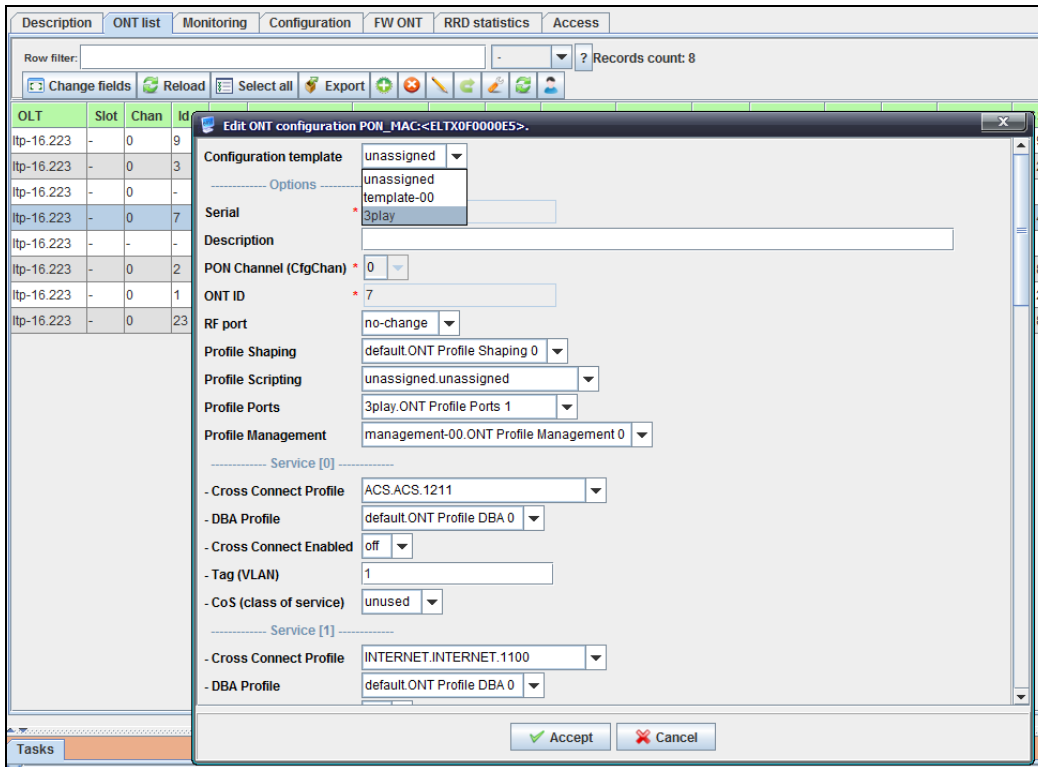 Description ONT list Monitoring Configuration FW ONT RRD statistics Access
Row filter: - ? Records count: 8
Change fields Reload Select all Export
OLT Slot Chan Id
ltp-16.223 - 0 9
ltp-16.223 - 0 3
ltp-16.223 - 0 -
ltp-16.223 - 0 7
ltp-16.223 - - -
ltp-16.223 - 0 2
ltp-16.223 - 0 1
ltp-16.223 - 0 23
Edit ONT configuration PON_MAC:<ELTX0F0000E5>. X
Configuration template unassigned
unassigned
template-00
3play
------------- Options ----------
Serial *
Description
PON Channel (CfgChan) * 0
ONT ID * 7
RF port no-change
Profile Shaping default.ONT Profile Shaping 0
Profile Scripting unassigned.unassigned
Profile Ports 3play.ONT Profile Ports 1
Profile Management management-00.ONT Profile Management 0
------------- Service [0] -------------
- Cross Connect Profile ACS.ACS.1211
- DBA Profile default.ONT Profile DBA 0
- Cross Connect Enabled off
- Tag (VLAN) 1
- CoS (class of service) unused
------------- Service [1] -------------
- Cross Connect Profile INTERNET.INTERNET.1100
- DBA Profile default.ONT Profile DBA 0
Accept Cancel
Tasks